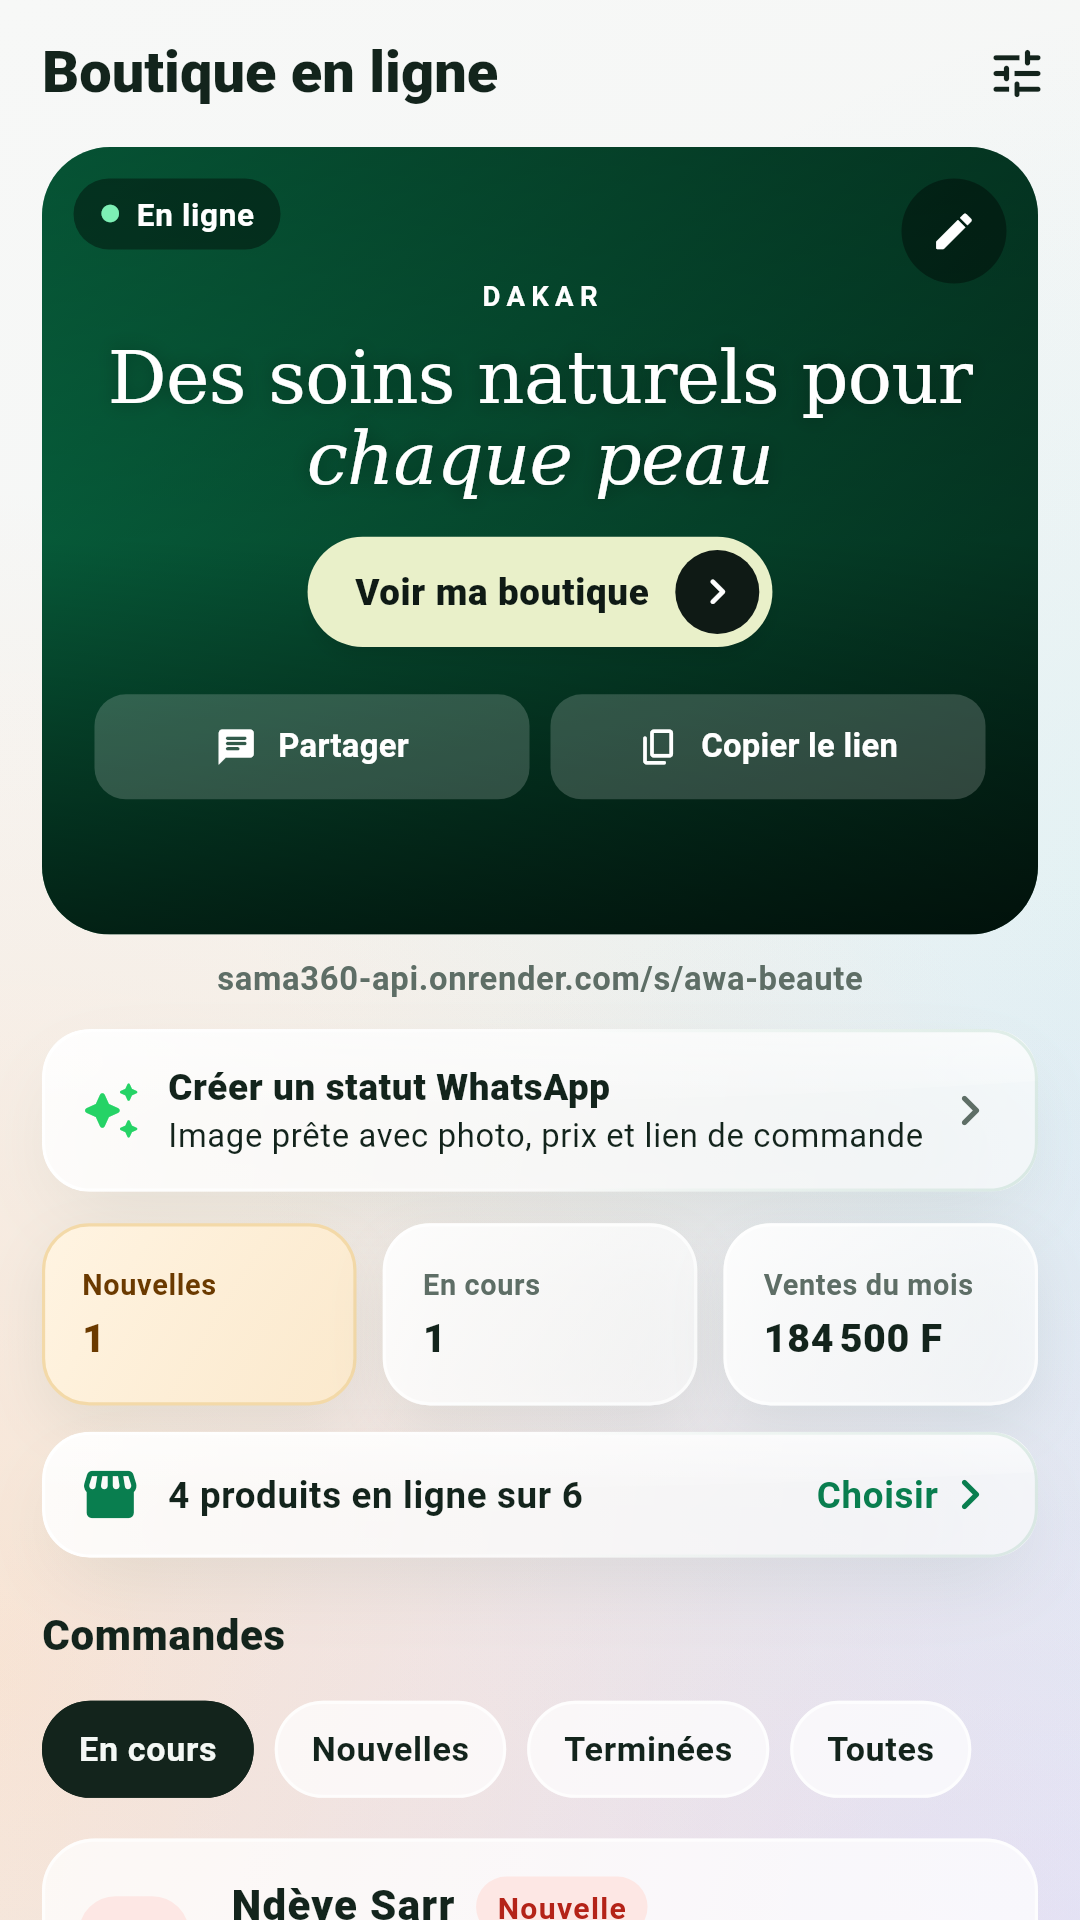 Boutique en ligne
En ligne
DAKAR
Des soins naturels pour
chaque peau
Voir ma boutique
Partager
Copier le lien
sama360-api.onrender.com/s/awa-beaute
Créer un statut WhatsApp
Image prête avec photo, prix et lien de commande
Nouvelles
1
En cours
1
Ventes du mois
184 500 F
4 produits en ligne sur 6
Choisir
Commandes
En cours
Nouvelles
Terminées
Toutes
Ndève Sarr
Nouvelle